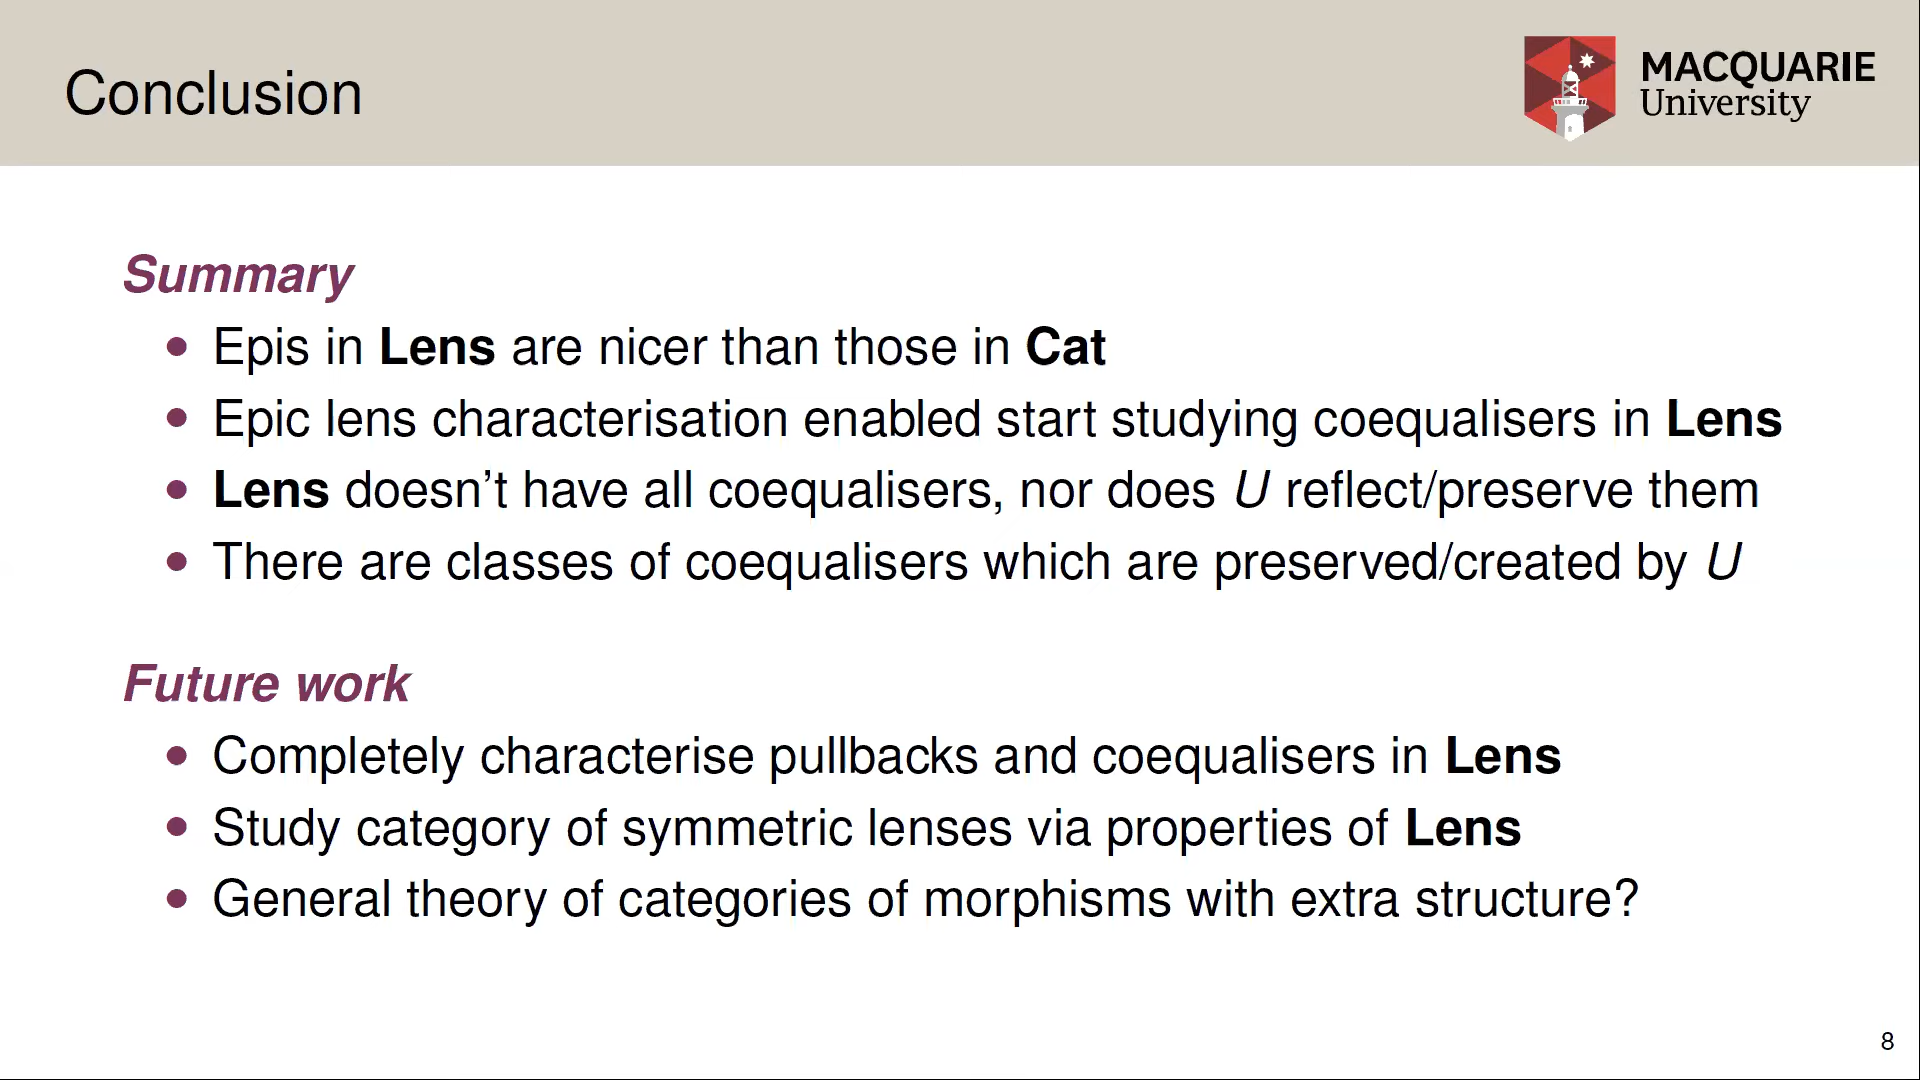 Conclusion
MACQUARIE
University
Summary
• Epis in Lens are nicer than those in Cat
• Epic lens characterisation enabled start studying coequalisers in Lens
• Lens doesn’t have all coequalisers, nor does U reflect/preserve them
• There are classes of coequalisers which are preserved/created by U
Future work
• Completely characterise pullbacks and coequalisers in Lens
• Study category of symmetric lenses via properties of Lens
• General theory of categories of morphisms with extra structure?
8